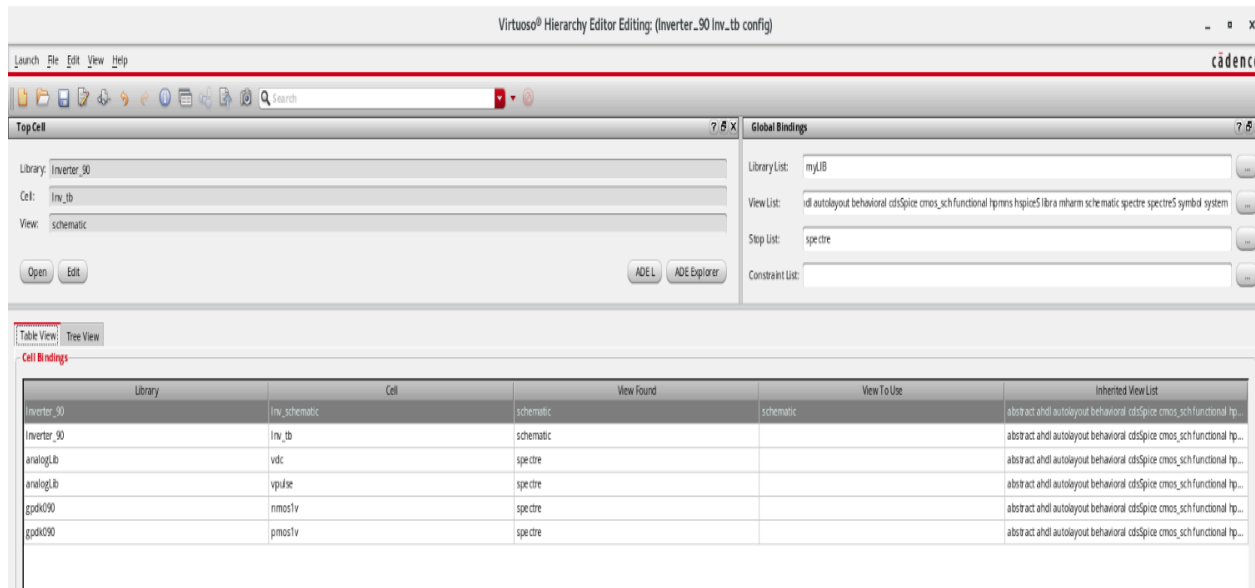 Virtuoso® Hierarchy Editor Editing: (Inverter_90 Inv_tb config)
Launch File Edit View Help
cādence
Search
Top Cell
Library: Inverter_90
Cell: Inv_tb
View: schematic
Open Edit ADE L ADE Explorer
Global Bindings
Library List: myLIB
View List: dl autolayout behavioral cdsSpice cmos_sch functional hpmns hspiceS libra mharm schematic spectre spectreS symbol system
Stop List: spectre
Constraint List:
Table View Tree View
Cell Bindings
Library Cell View Found View To Use Inherited View List
Inverter_90 Inv_schematic schematic schematic abstract ahdl autolayout behavioral cdsSpice cmos_sch functional hp...
Inverter_90 Inv_tb schematic abstract ahdl autolayout behavioral cdsSpice cmos_sch functional hp...
analogLib vdc spectre abstract ahdl autolayout behavioral cdsSpice cmos_sch functional hp...
analogLib vpulse spectre abstract ahdl autolayout behavioral cdsSpice cmos_sch functional hp...
gpdk090 nmos1v spectre abstract ahdl autolayout behavioral cdsSpice cmos_sch functional hp...
gpdk090 pmos1v spectre abstract ahdl autolayout behavioral cdsSpice cmos_sch functional hp...